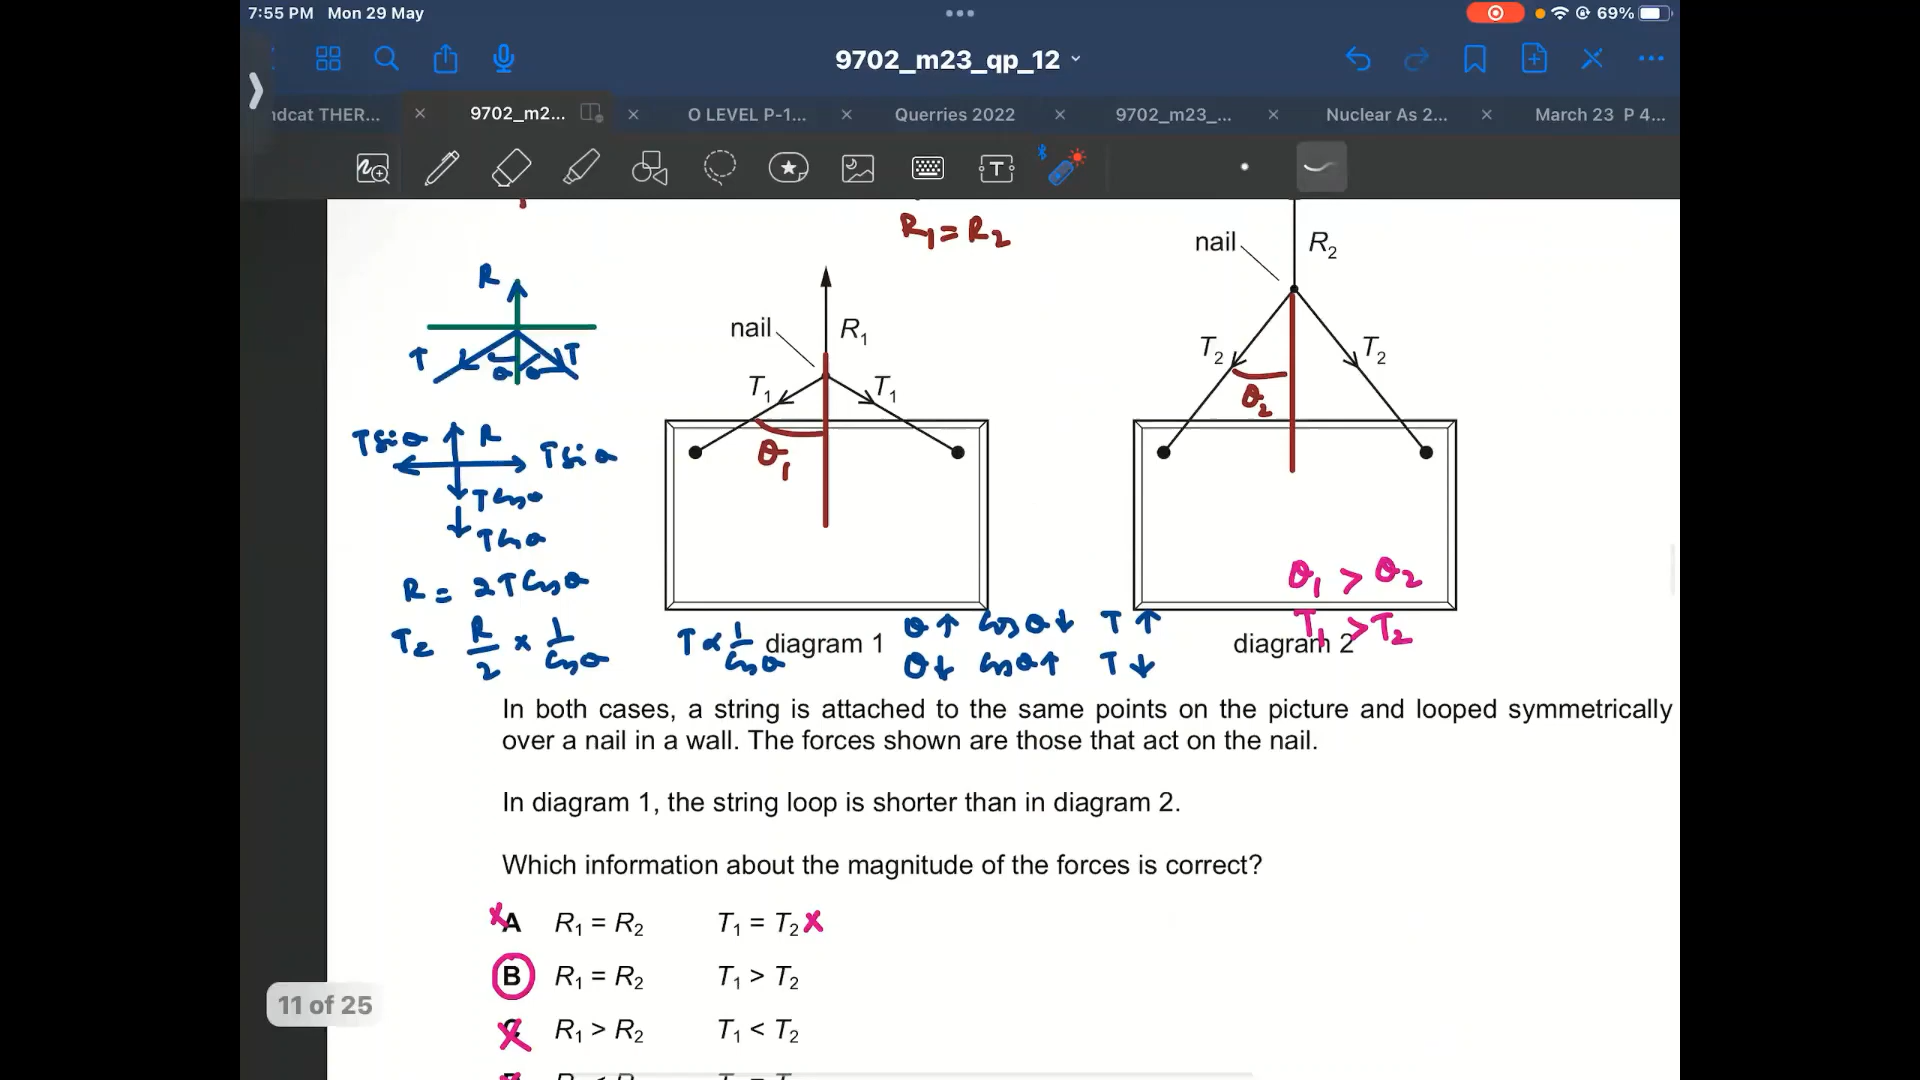 7:55 PM Mon 29 May
69%
9702_m23_qp_12
ndcat THER...
9702_m2...
O LEVEL P-1...
Querries 2022
9702_m23_...
Nuclear As 2...
March 23 P 4...
R₁ = R₂
nail R₂
R
nail R₁
T T
θ θ
T₁ T₁
T₂ T₂
θ₂
θ₁
Tsinθ R Tsinθ
Tcosθ
Tcosθ
R = 2Tcosθ
T = R/2 × 1/cosθ
T ∝ 1/cosθ
θ↑ cosθ↓ T↑
θ↓ cosθ↑ T↓
θ₁ > θ₂
T₁ > T₂
diagram 1
diagram 2
In both cases, a string is attached to the same points on the picture and looped symmetrically
over a nail in a wall. The forces shown are those that act on the nail.
In diagram 1, the string loop is shorter than in diagram 2.
Which information about the magnitude of the forces is correct?
A R₁ = R₂ T₁ = T₂ x
B R₁ = R₂ T₁ > T₂
C R₁ > R₂ T₁ < T₂
11 of 25